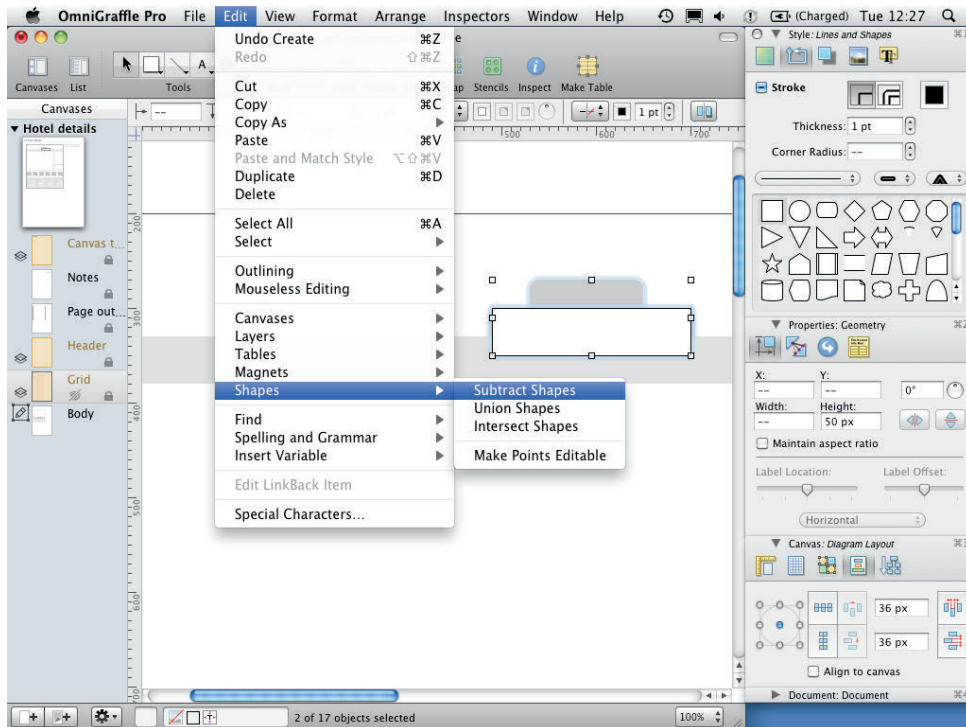 OmniGraffle Pro File Edit View Format Arrange Inspectors Window Help (Charged) Tue 12:27
Undo Create ⌘Z
Redo ⇧⌘Z
Cut ⌘X
Copy ⌘C
Copy As
Paste ⌘V
Paste and Match Style ⌥⇧⌘V
Duplicate ⌘D
Delete
Select All ⌘A
Select
Outlining
Mouseless Editing
Canvases
Layers
Tables
Magnets
Shapes
Find
Spelling and Grammar
Insert Variable
Edit LinkBack Item
Special Characters...
Subtract Shapes
Union Shapes
Intersect Shapes
Make Points Editable
Canvases List Tools
Stencils Inspect Make Table
A
--
1 pt
500 600 700
200
300
400
500
600
700
Canvases
Hotel details
Canvas t...
Notes
Page out...
Header
Grid
Body
2 of 17 objects selected
100%
Style: Lines and Shapes
Stroke
Thickness: 1 pt
Corner Radius: --
Properties: Geometry ⌘2
X: Y:
-- -- 0°
Width: Height:
-- 50 px
Maintain aspect ratio
Label Location: Label Offset:
Horizontal
Canvas: Diagram Layout
36 px
36 px
Align to canvas
Document: Document